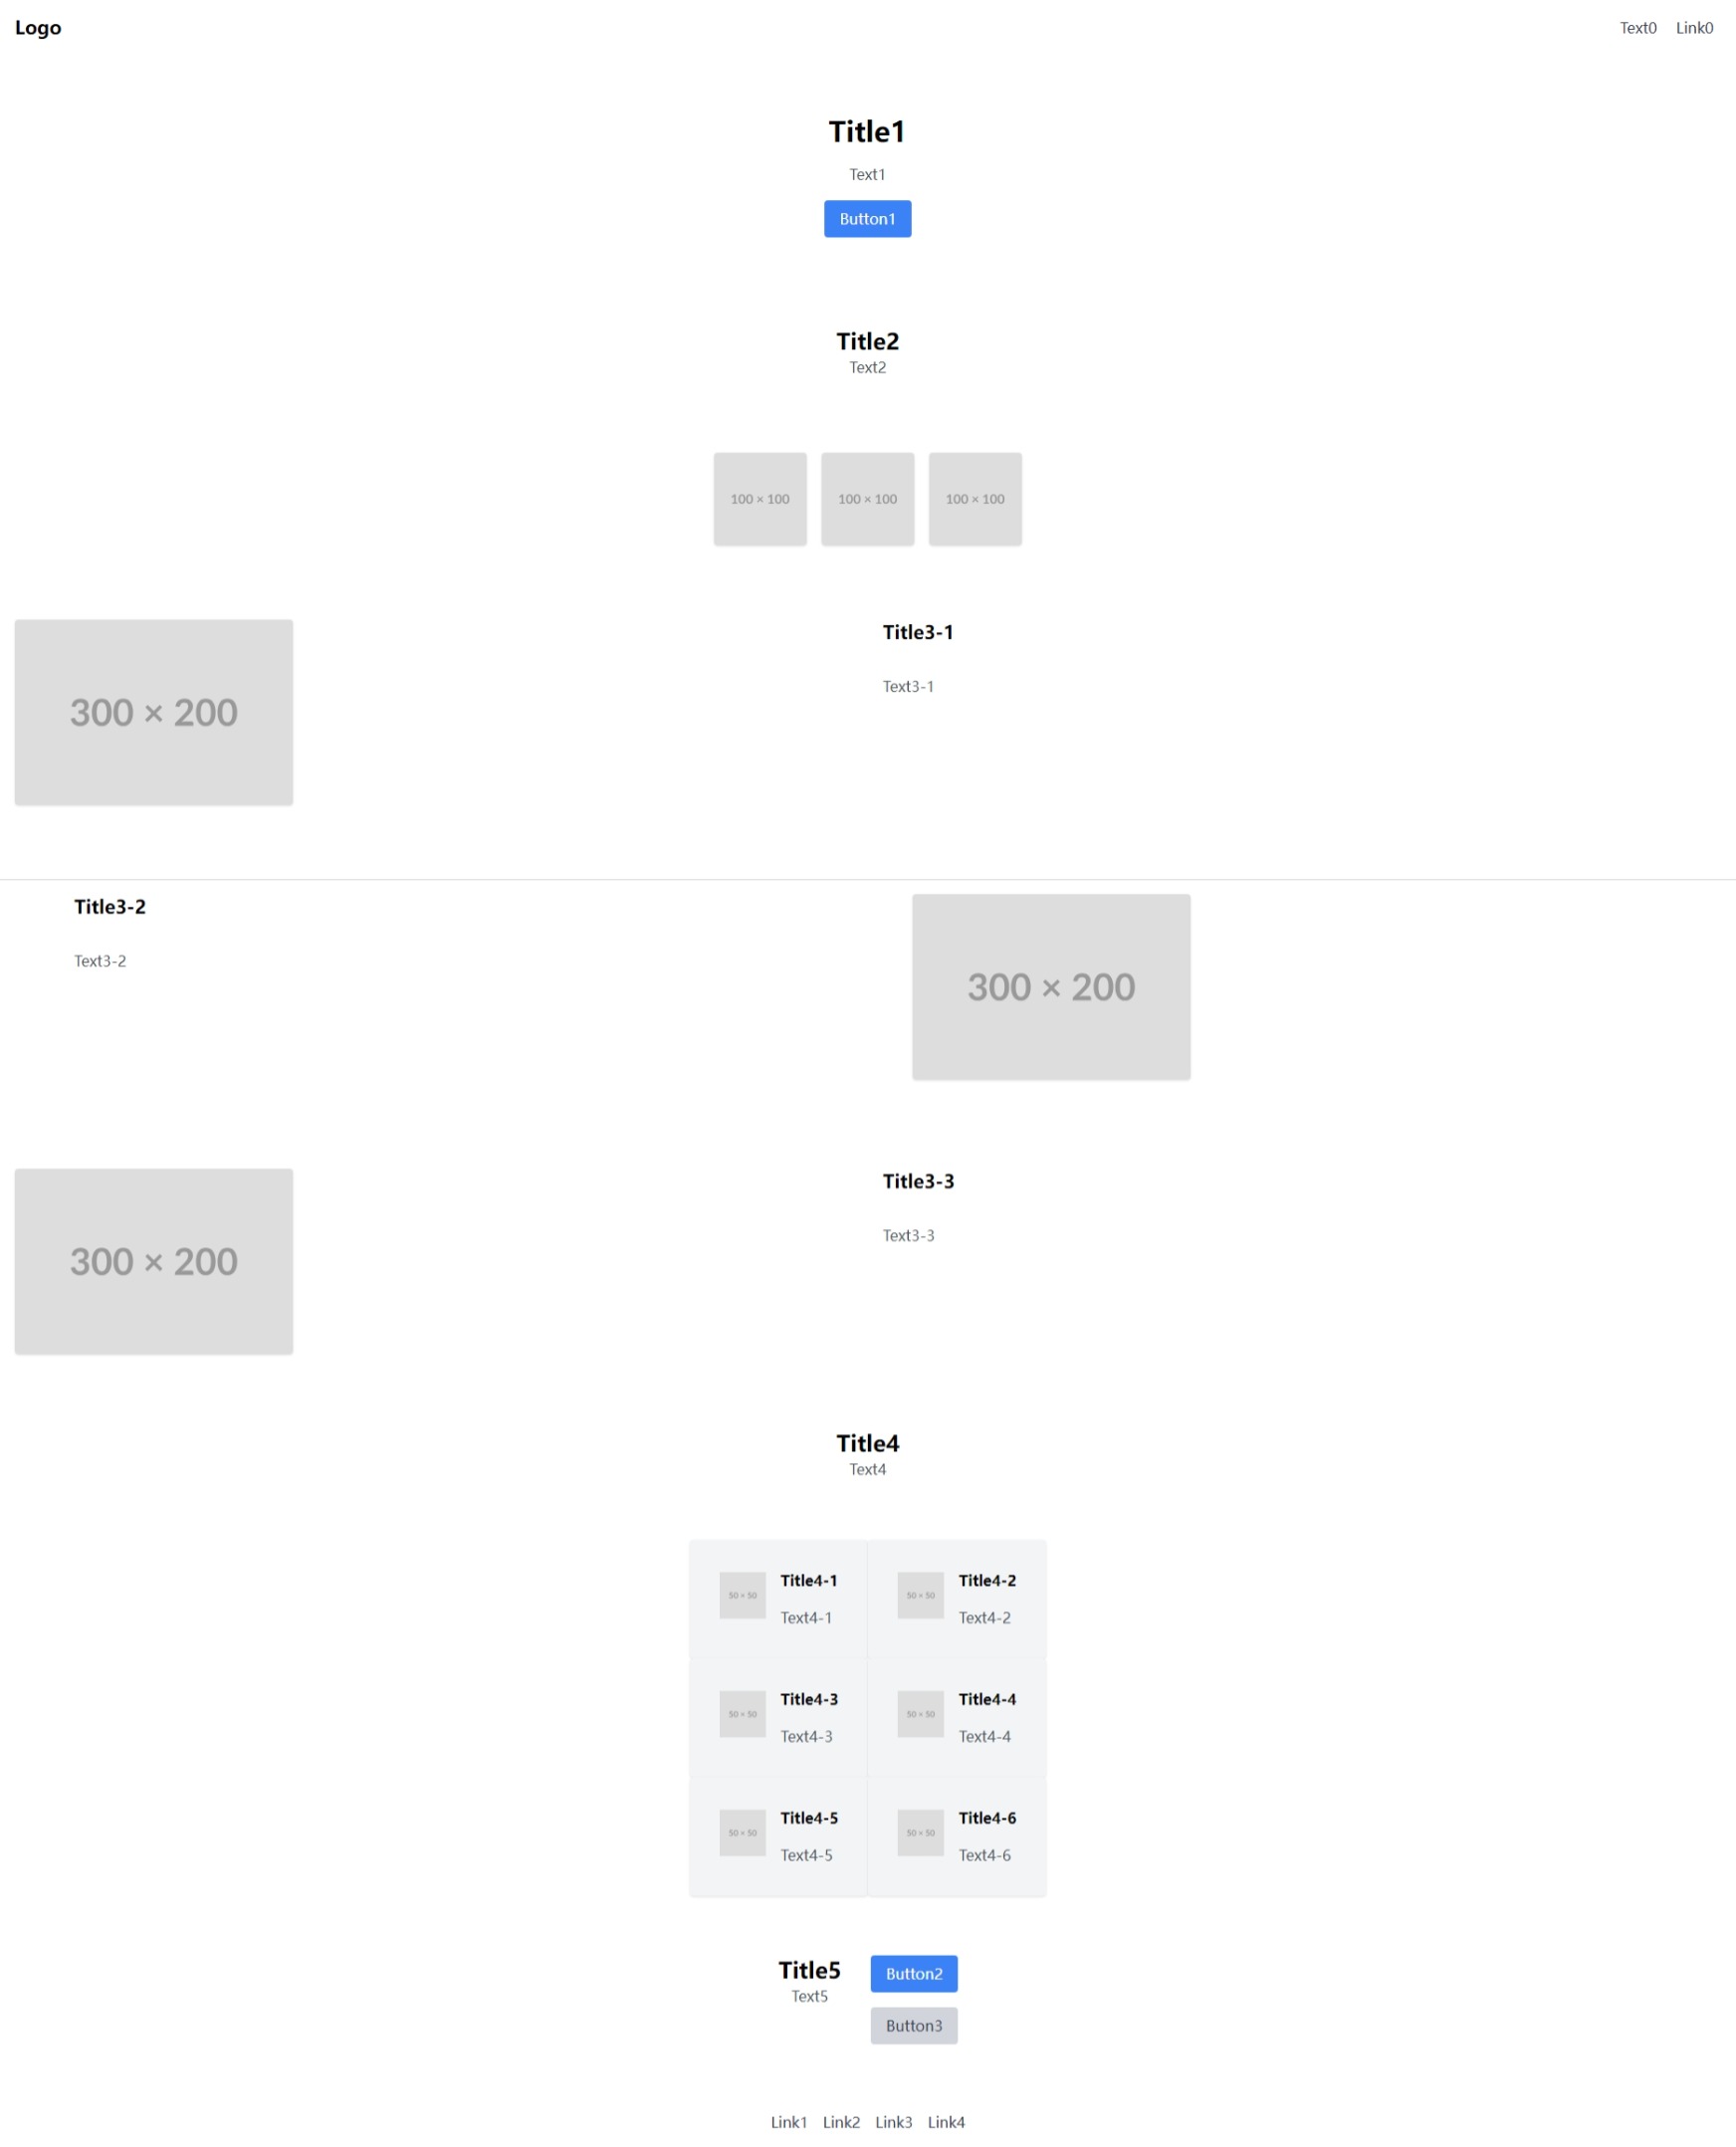 Logo
Text0 Link0
Title1
Text1
Button1
Title2
Text2
100 × 100
100 × 100
100 × 100
300 × 200
Title3-1
Text3-1
Title3-2
Text3-2
300 × 200
300 × 200
Title3-3
Text3-3
Title4
Text4
50 × 50
Title4-1
Text4-1
50 × 50
Title4-2
Text4-2
50 × 50
Title4-3
Text4-3
50 × 50
Title4-4
Text4-4
50 × 50
Title4-5
Text4-5
50 × 50
Title4-6
Text4-6
Title5
Text5
Button2
Button3
Link1 Link2 Link3 Link4